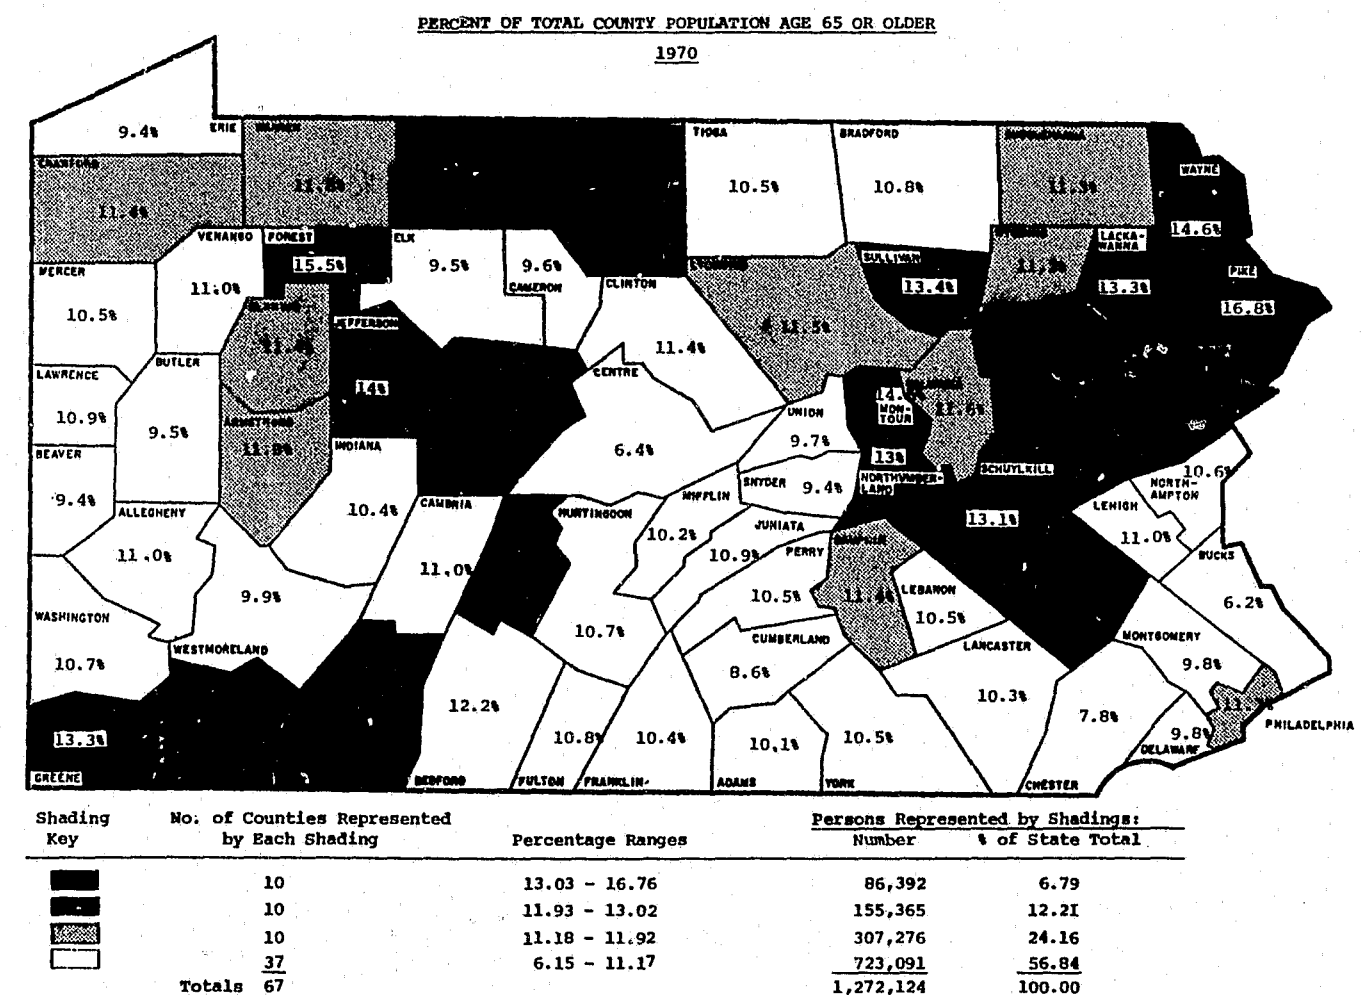 PERCENT OF TOTAL COUNTY POPULATION AGE 65 OR OLDER
1970
9.4% ERIE
CRAWFORD
11.4%
TIOGA
10.5%
BRADFORD
10.8%
WAYNE
14.6%
PIKE
16.8%
VENANGO
11.0%
FOREST
15.5%
ELK
9.5%
9.6%
CAMERON
CLINTON
11.4%
11.5%
SULLIVAN
13.4%
LACKA-
WANNA
13.3%
MERCER
10.5%
JEFFERSON
14%
LAWRENCE
10.9%
BUTLER
9.5%
ARMSTRONG
CENTRE
6.4%
UNION
9.7%
MON-
TOUR
13%
NORTHUMBER-
LAND
SCHUYLKILL
13.1%
BEAVER
9.4%
INDIANA
10.4%
CAMBRIA
11.0%
HUNTINGDON
10.7%
MIFFLIN
10.2%
SNYDER 9.4%
JUNIATA
10.9%
PERRY
10.5%
DAUPHIN
11.4%
LEBANON
10.5%
10.6%
NORTH-
AMPTON
LEHIGH
11.0%
BUCKS
6.2%
ALLEGHENY
11.0%
9.9%
WESTMORELAND
WASHINGTON
10.7%
CUMBERLAND
8.6%
LANCASTER
10.3%
MONTGOMERY
9.8%
PHILADELPHIA
9.8%
DELAWARE
7.8%
CHESTER
13.3%
GREENE
12.2%
BEDFORD
10.8%
FULTON
10.4%
FRANKLIN
10.1%
ADAMS
10.5%
YORK
Shading No. of Counties Represented Persons Represented by Shadings:
Key by Each Shading Percentage Ranges Number % of State Total
10 13.03 - 16.76 86,392 6.79
10 11.93 - 13.02 155,365 12.21
10 11.18 - 11.92 307,276 24.16
37 6.15 - 11.17 723,091 56.84
Totals 67 1,272,124 100.00